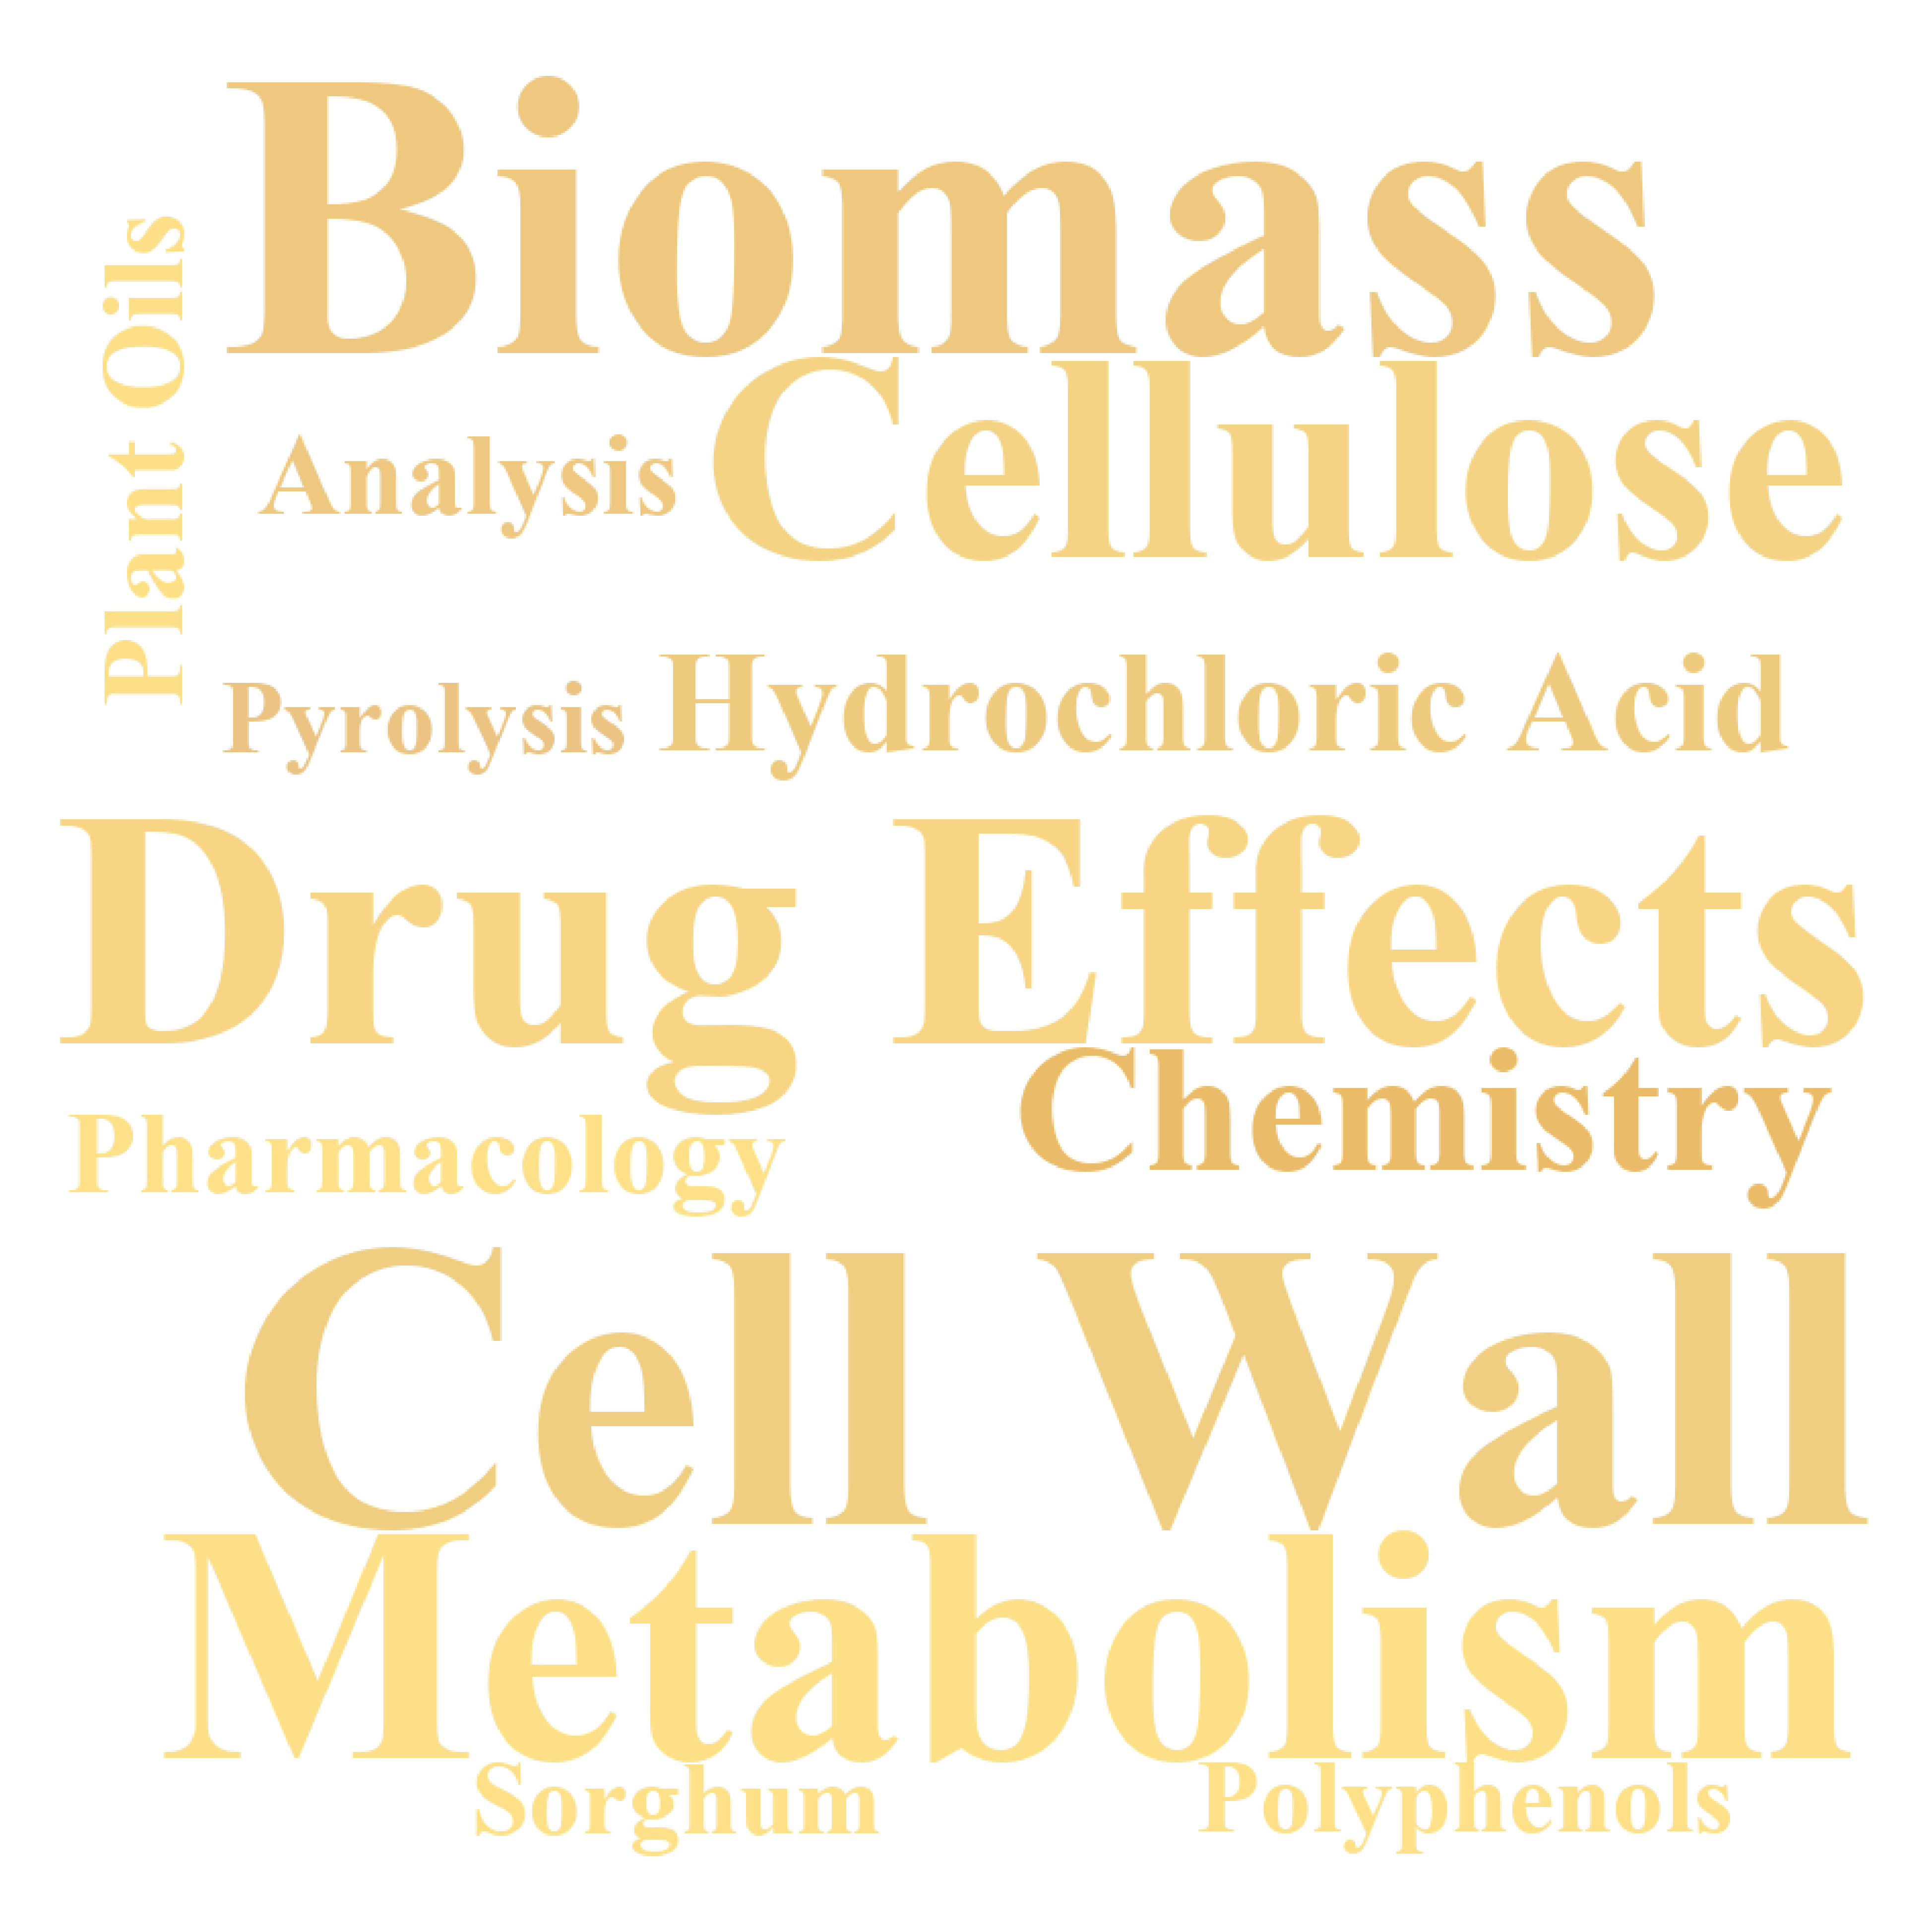 Biomass
Plant Oils
Cellulose
Analysis
Hydrochloric Acid
Pyrolysis
Drug Effects
Chemistry
Pharmacology
Cell Wall
Metabolism
Sorghum
Polyphenols